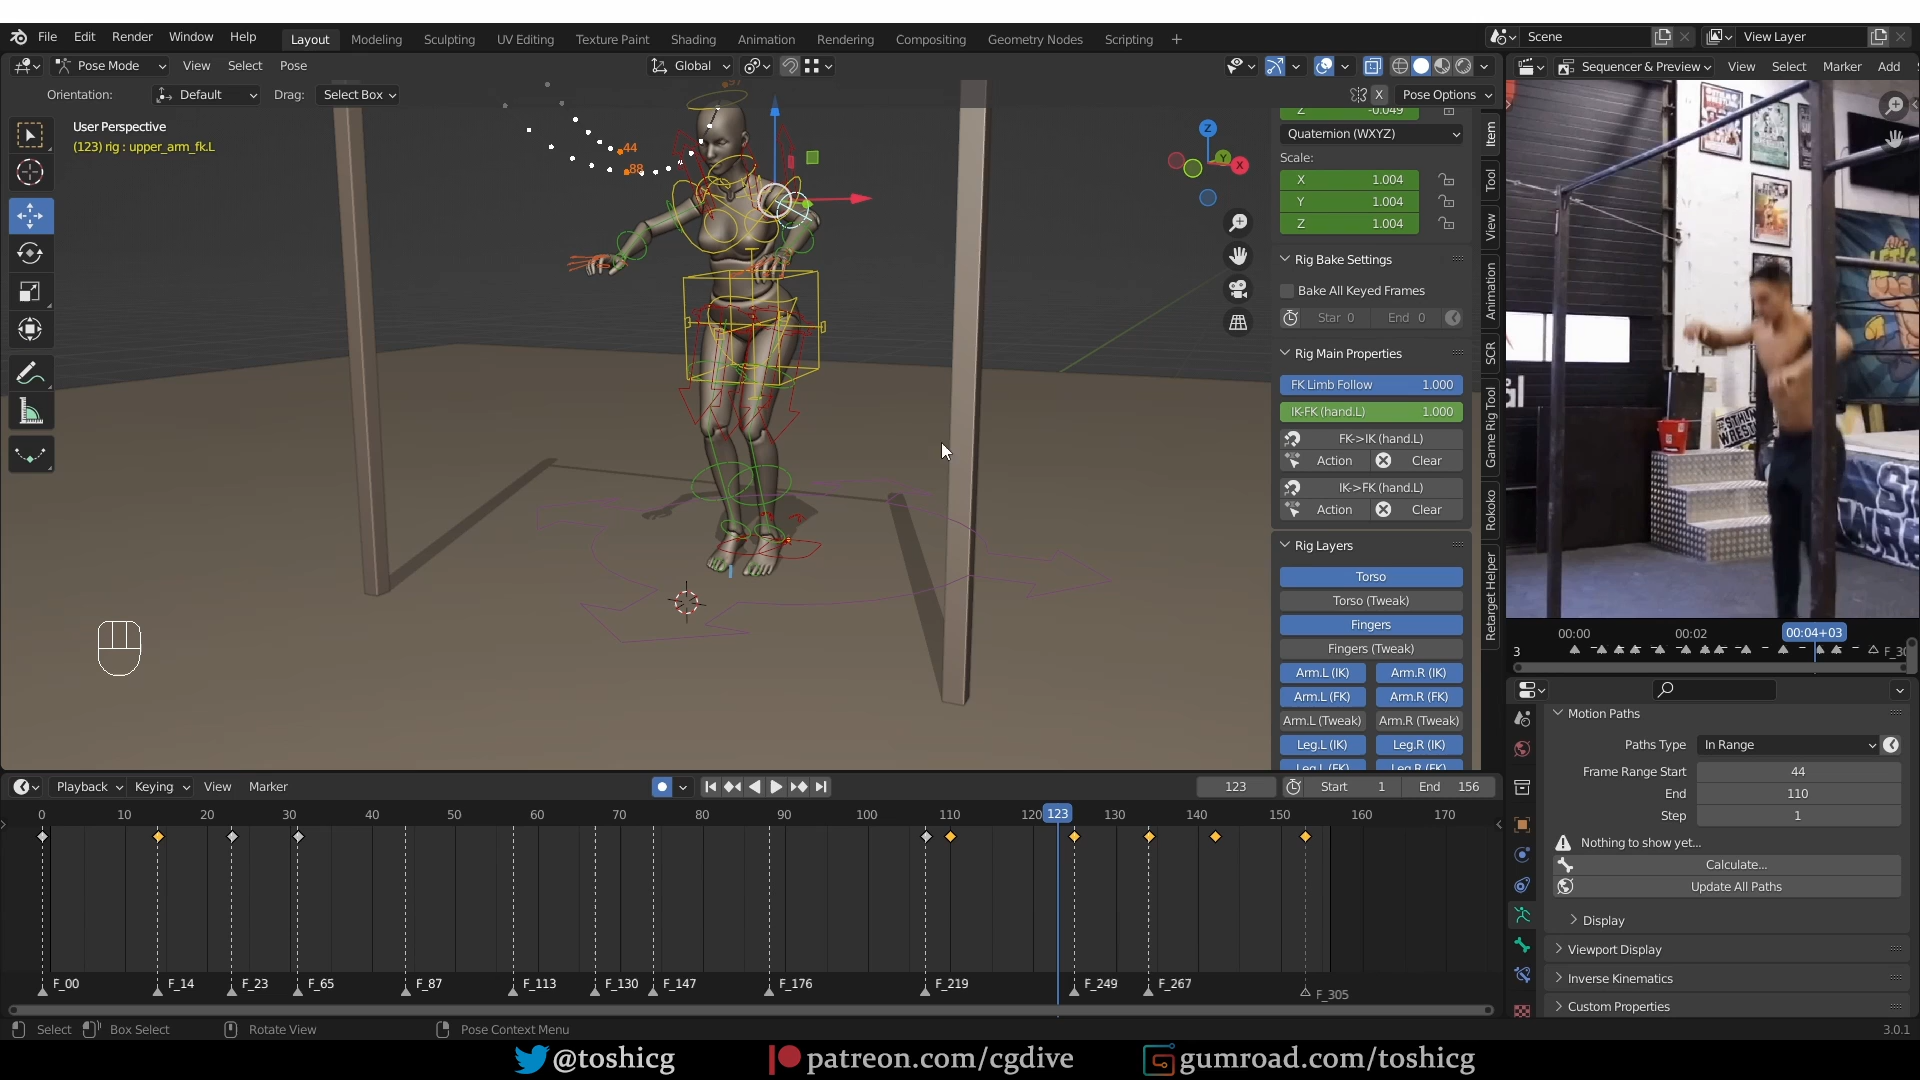 File Edit Render Window Help Layout Modeling Sculpting UV Editing Texture Paint Shading Animation Rendering Compositing Geometry Nodes Scripting + Scene View Layer
Pose Mode View Select Pose Global Sequencer & Preview View Select Marker Add
Orientation: Default Drag: Select Box X Pose Options
User Perspective
(123) rig : upper_arm_fk.L
44
88
Z
Y
X
Z -0.049
Quaternion (WXYZ)
Scale:
X 1.004
Y 1.004
Z 1.004
Rig Bake Settings
Bake All Keyed Frames
Star 0 End 0
Rig Main Properties
FK Limb Follow 1.000
IK-FK (hand.L) 1.000
FK->IK (hand.L)
Action Clear
IK->FK (hand.L)
Action Clear
Rig Layers
Torso
Torso (Tweak)
Fingers
Fingers (Tweak)
Arm.L (IK) Arm.R (IK)
Arm.L (FK) Arm.R (FK)
Arm.L (Tweak) Arm.R (Tweak)
Leg.L (IK) Leg.R (IK)
Leg.L (FK) Leg.R (FK)
Item
Tool
View
Animation
SCR
Game Rig Tool
Rokoko
Retarget Helper
STHLM
WRESTLE
00:00 00:02 00:04+03
3
Motion Paths
Paths Type In Range
Frame Range Start 44
End 110
Step 1
Nothing to show yet...
Calculate...
Update All Paths
Display
Viewport Display
Inverse Kinematics
Custom Properties
Playback Keying View Marker 123 Start 1 End 156
0 10 20 30 40 50 60 70 80 90 100 110 120 123 130 140 150 160 170
F_00 F_14 F_23 F_65 F_87 F_113 F_130 F_147 F_176 F_219 F_249 F_267 F_305
Select Box Select Rotate View Pose Context Menu 3.0.1
@toshicg patreon.com/cgdive gumroad.com/toshicg